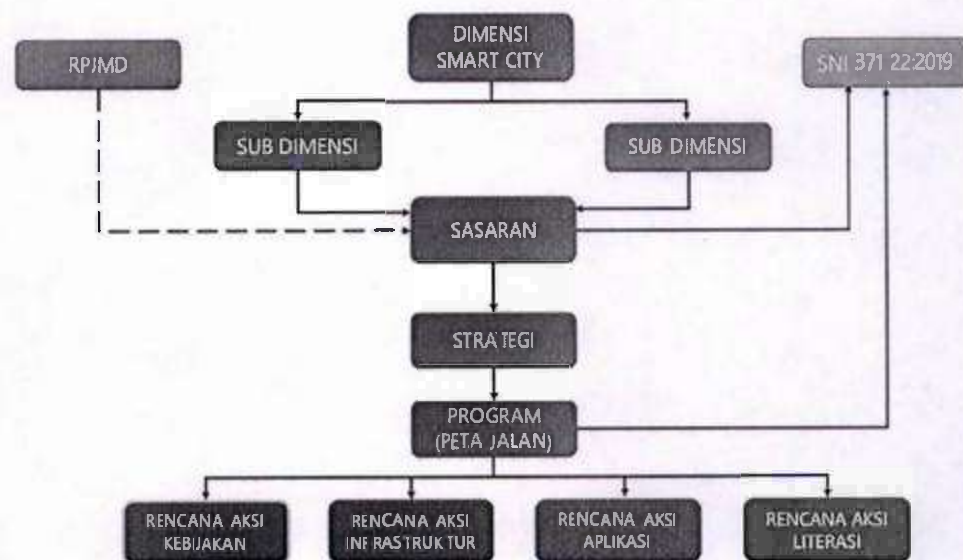 DIMENSI
SMART CITY
RPJMD
SNI 371 22:2019
SUB DIMENSI
SUB DIMENSI
SASARAN
STRATEGI
PROGRAM
(PETA JALAN)
RENCANA AKSI
KEBIJAKAN
RENCANA AKSI
INFRASTRUKTUR
RENCANA AKSI
APLIKASI
RENCANA AKSI
LITERASI